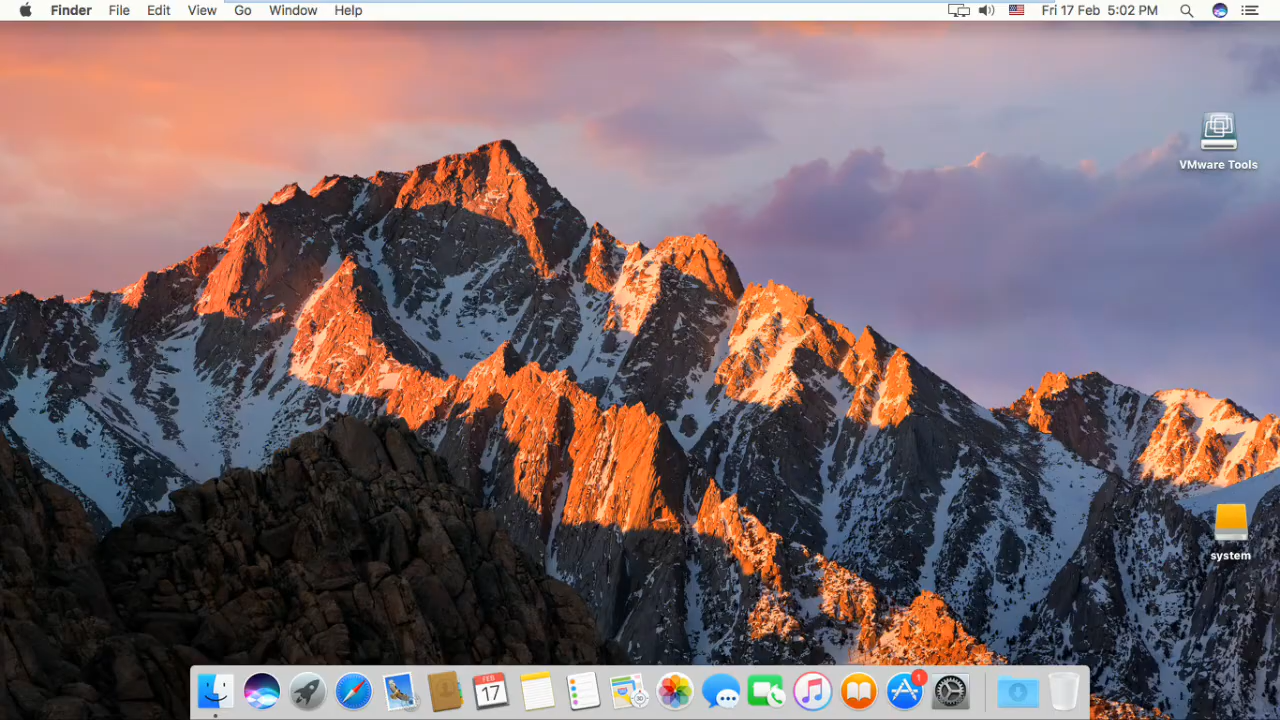 Finder File Edit View Go Window Help Fri 17 Feb 5:02 PM
VMware Tools
system
FEB
17
3D
1